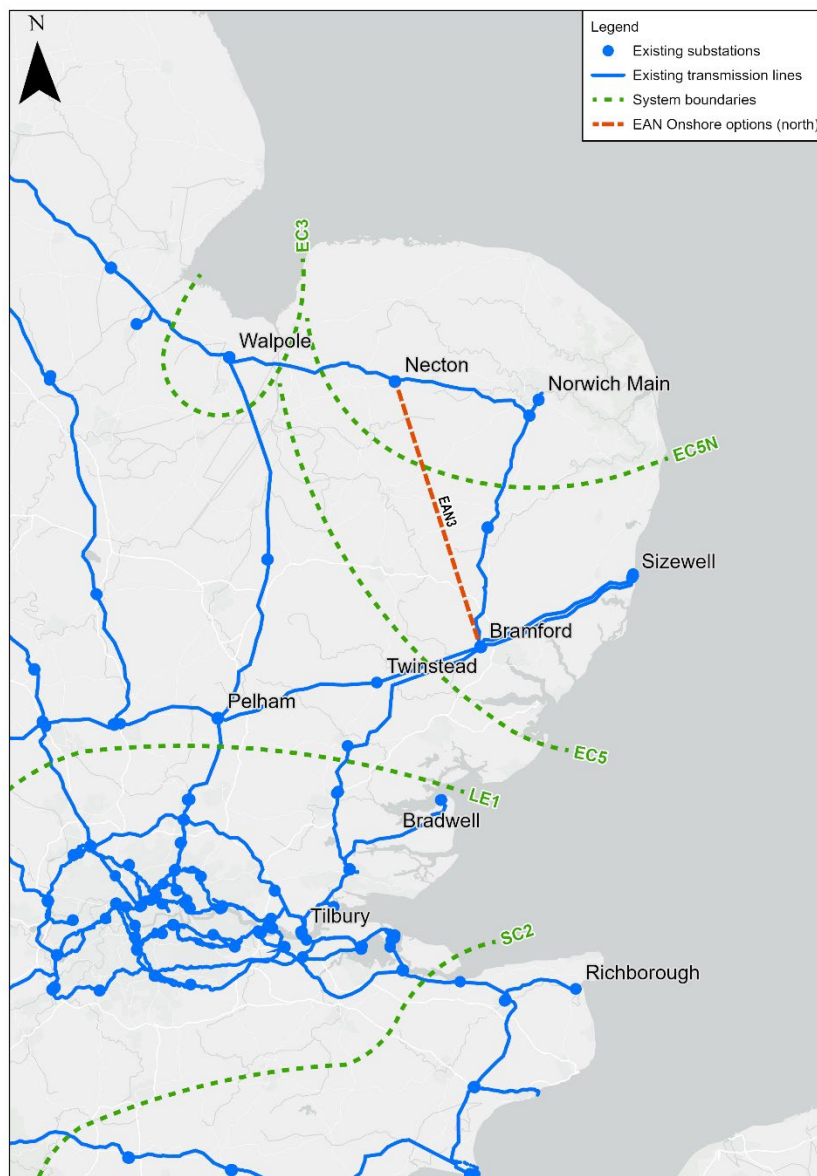 N
Legend
Existing substations
Existing transmission lines
System boundaries
EAN Onshore options (north)
EC3
Walpole
Necton
Norwich Main
EC5N
EAN3
Sizewell
Bramford
Twinstead
Pelham
EC5
LE1
Bradwell
Tilbury
SC2
Richborough